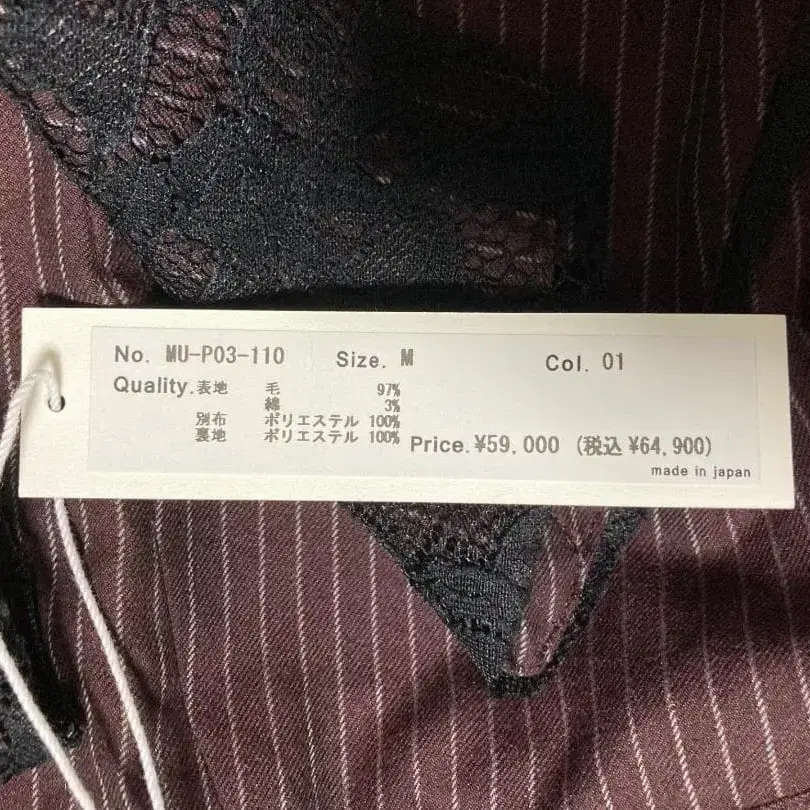 No. MU-P03-110 Size. M Col. 01
Quality. 表地 毛 97%
綿 3%
別布 ポリエステル 100%
裏地 ポリエステル 100%
Price. ¥59,000 (税込 ¥64,900)
made in japan